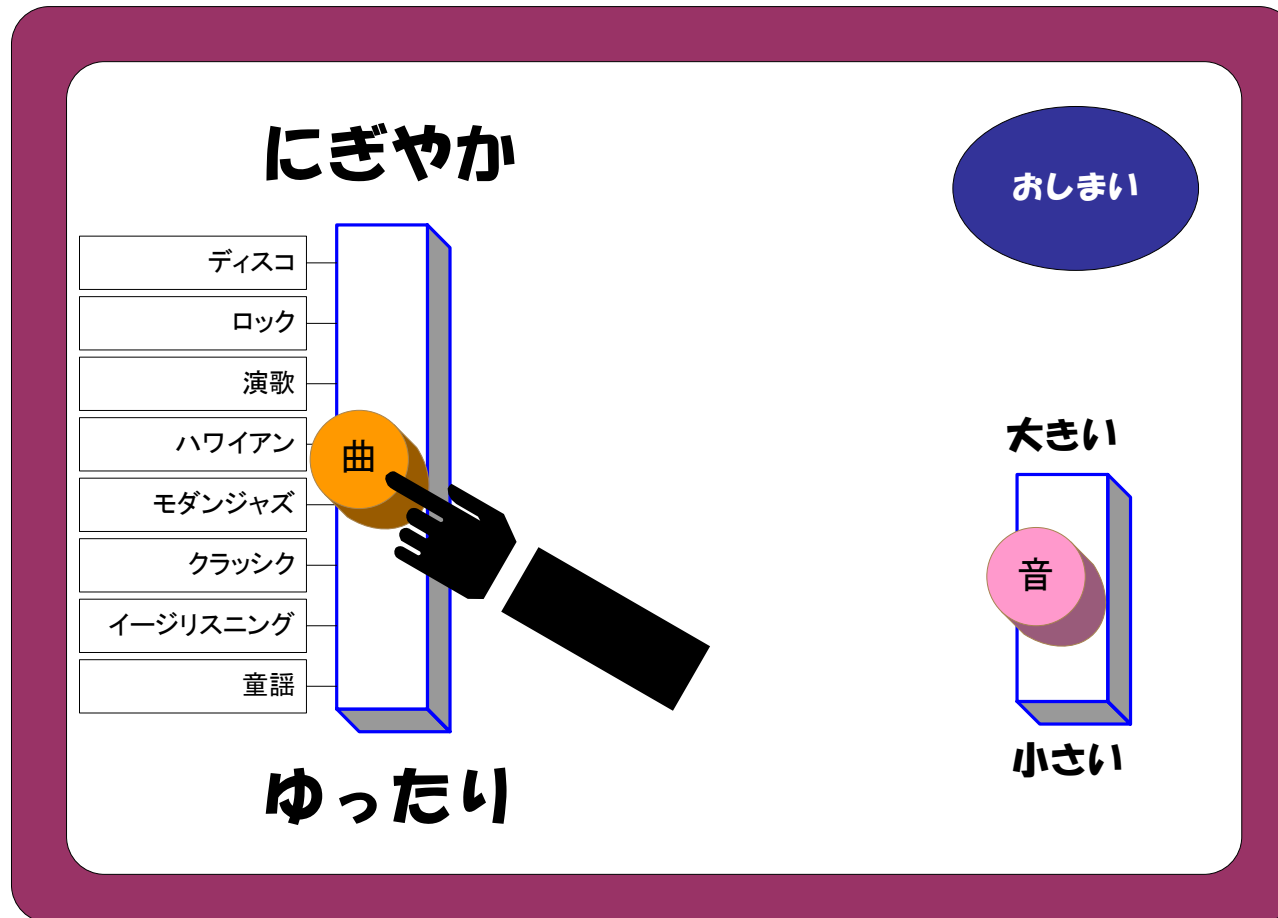 にぎやか
おしまい
ディスコ
ロック
演歌
ハワイアン
曲
モダンジャズ
クラッシク
イージリスニング
童謡
ゆったり
大きい
音
小さい